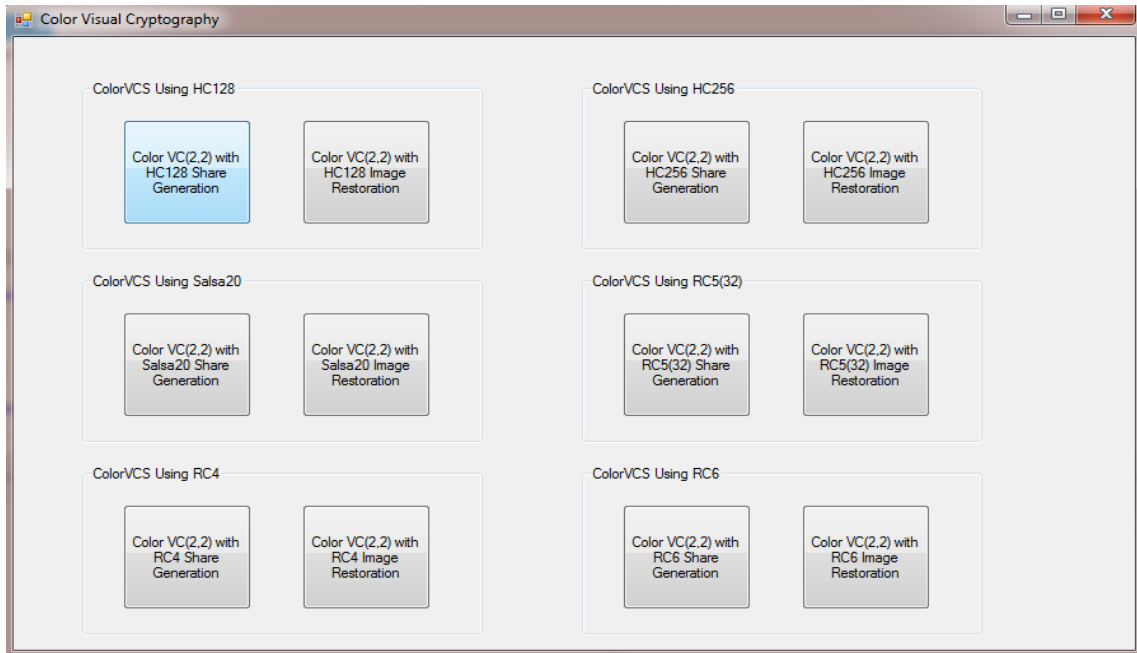 Color Visual Cryptography
ColorVCS Using HC128
Color VC(2,2) with
HC128 Share
Generation
Color VC(2,2) with
HC128 Image
Restoration
ColorVCS Using HC256
Color VC(2,2) with
HC256 Share
Generation
Color VC(2,2) with
HC256 Image
Restoration
ColorVCS Using Salsa20
Color VC(2,2) with
Salsa20 Share
Generation
Color VC(2,2) with
Salsa20 Image
Restoration
ColorVCS Using RC5(32)
Color VC(2,2) with
RC5(32) Share
Generation
Color VC(2,2) with
RC5(32) Image
Restoration
ColorVCS Using RC4
Color VC(2,2) with
RC4 Share
Generation
Color VC(2,2) with
RC4 Image
Restoration
ColorVCS Using RC6
Color VC(2,2) with
RC6 Share
Generation
Color VC(2,2) with
RC6 Image
Restoration